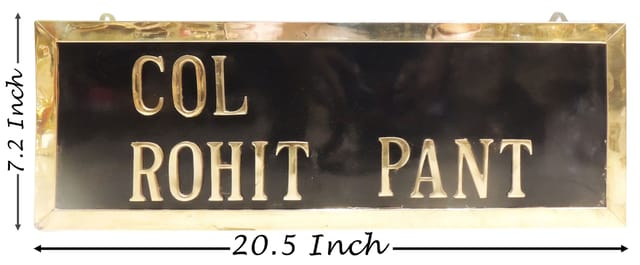 7.2 Inch
COL
ROHIT PANT
20.5 Inch